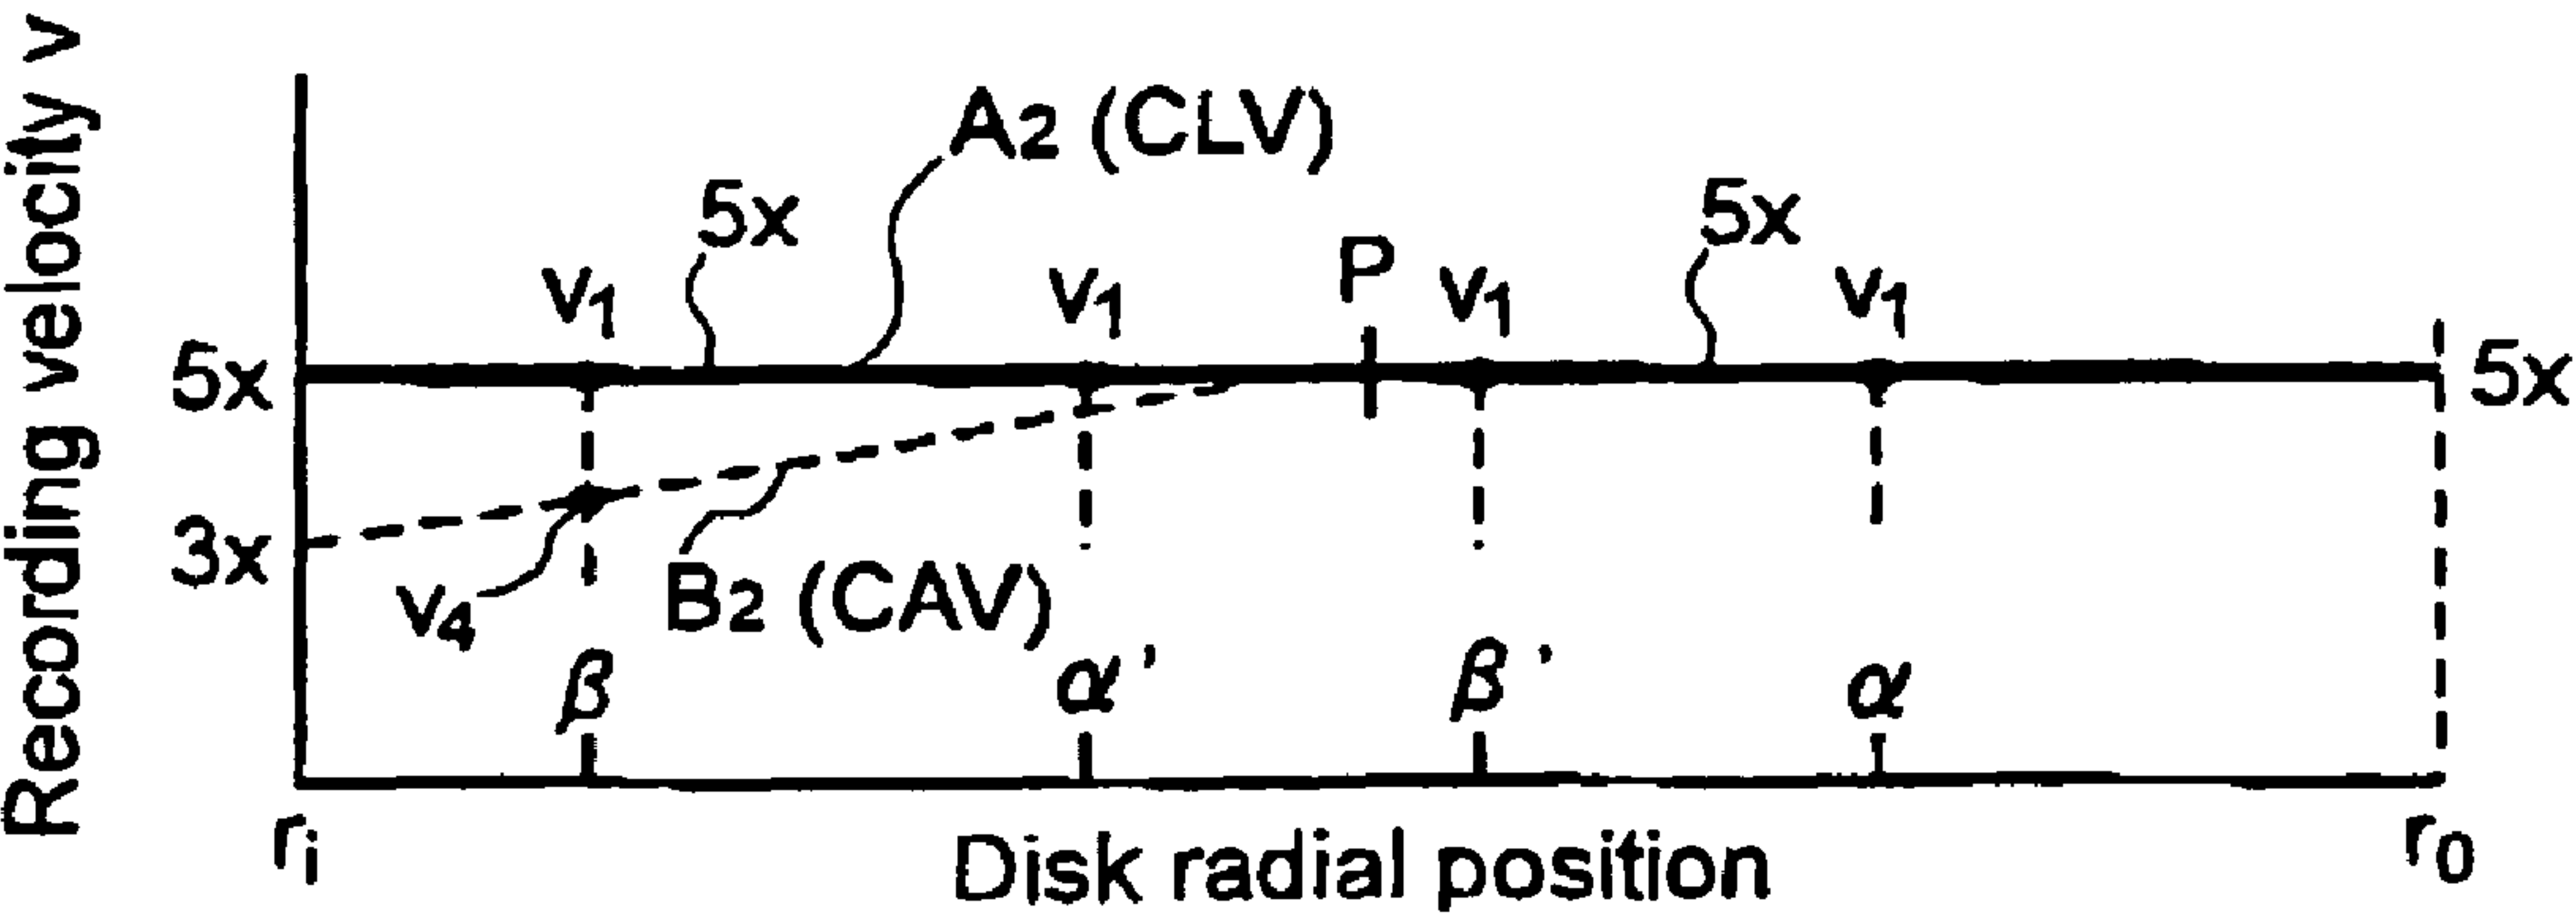 Recording velocity v
A2 (CLV)
5x
5x
P
v1
v1
v1
v1
5x
5x
3x
v4
B2 (CAV)
β
α'
β'
α
ri
Disk radial position
r0